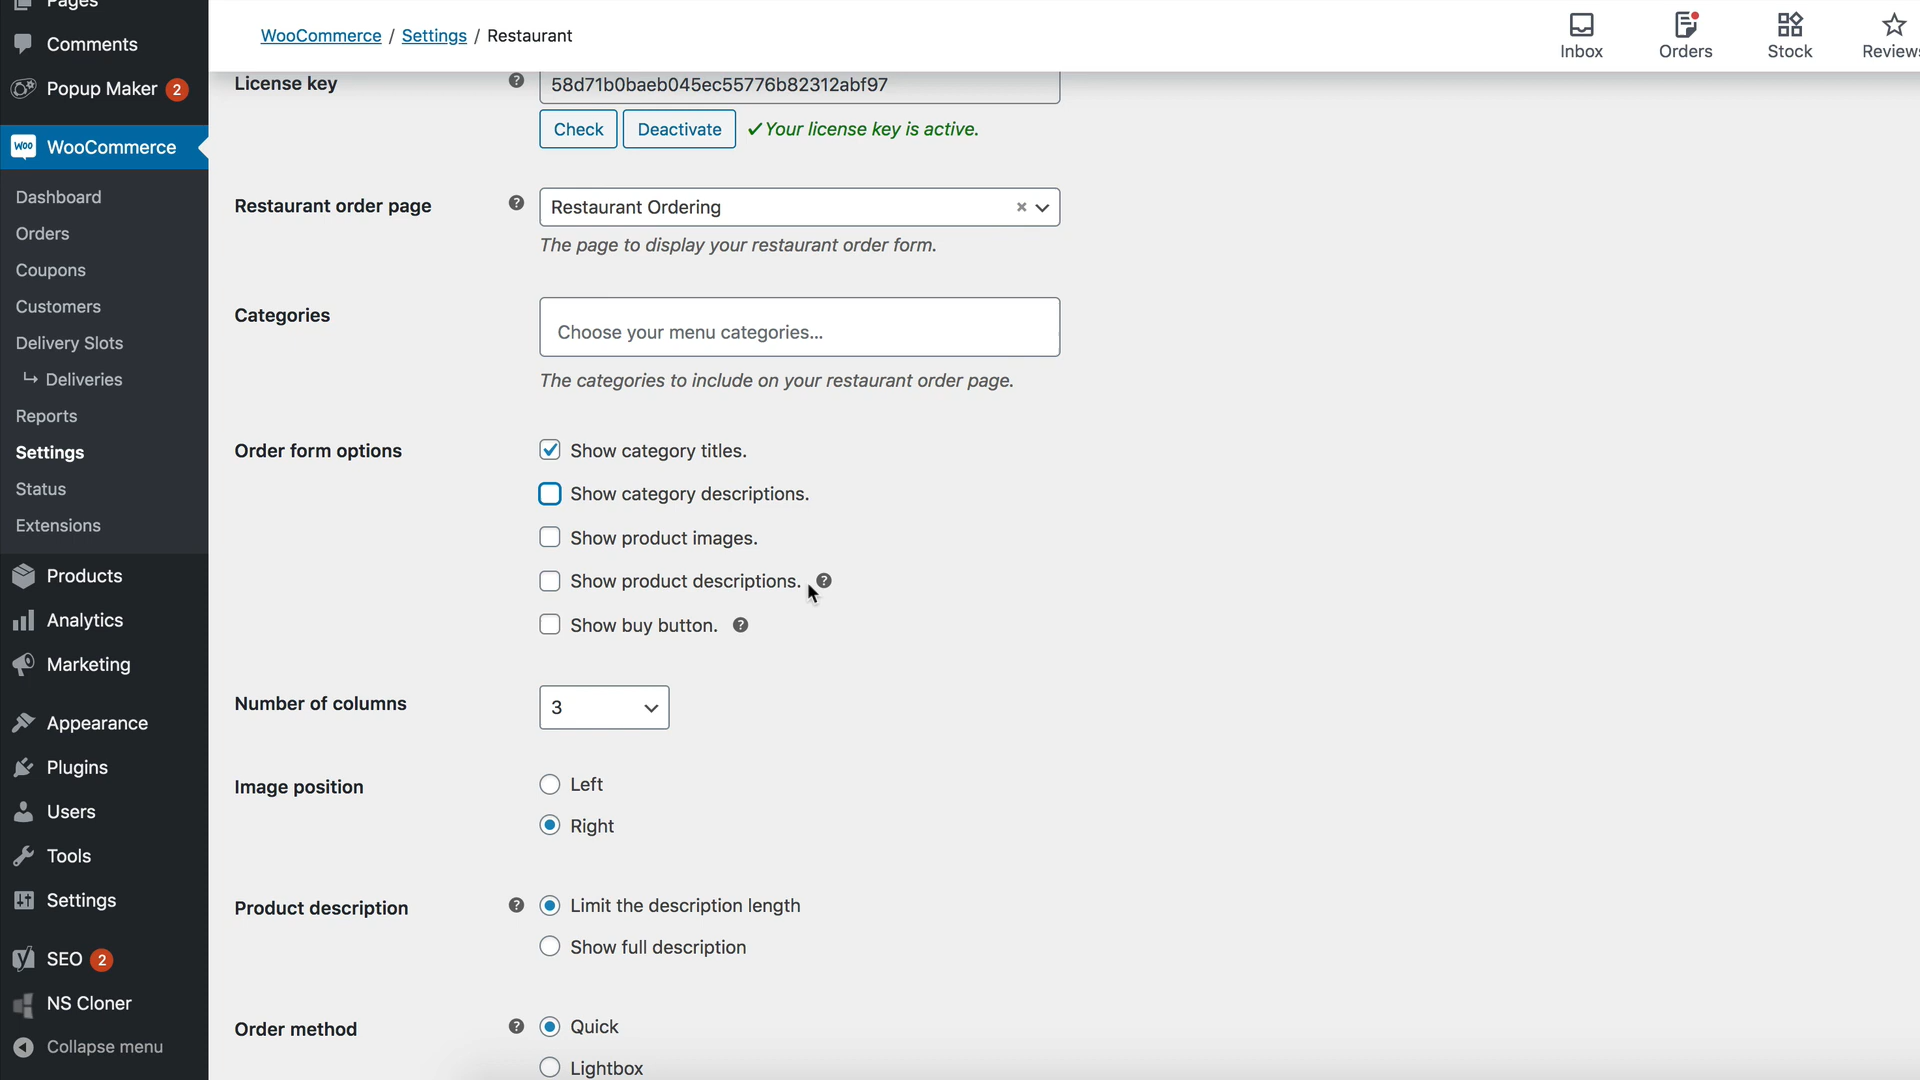 Pages
Comments
Popup Maker 2
WooCommerce
Dashboard
Orders
Coupons
Customers
Delivery Slots
Deliveries
Reports
Settings
Status
Extensions
Products
Analytics
Marketing
Appearance
Plugins
Users
Tools
Settings
SEO 2
NS Cloner
Collapse menu
WooCommerce / Settings / Restaurant
Inbox
Orders
Stock
Reviews
License key ? 58d71b0baeb045ec55776b82312abf97
Check Deactivate ✓Your license key is active.
Restaurant order page ? Restaurant Ordering ×
The page to display your restaurant order form.
Categories Choose your menu categories...
The categories to include on your restaurant order page.
Order form options Show category titles.
Show category descriptions.
Show product images.
Show product descriptions. ?
Show buy button. ?
Number of columns 3
Image position Left
Right
Product description ? Limit the description length
Show full description
Order method ? Quick
Lightbox